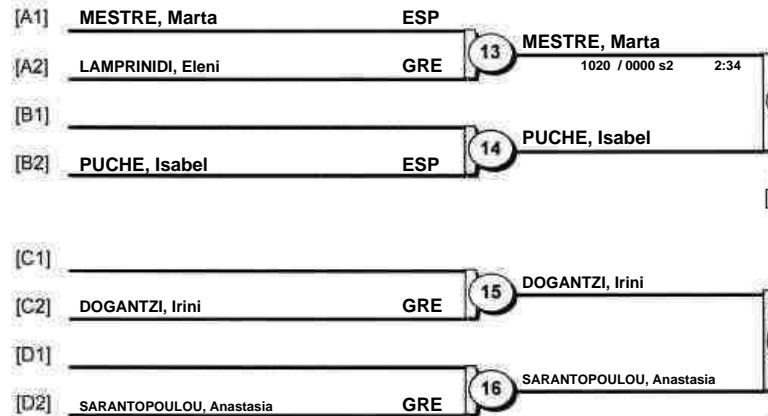 [A1] MESTRE, Marta ESP
13 MESTRE, Marta
[A2] LAMPRINIDI, Eleni GRE
1020 / 0000 s2 2:34
[B1]
14 PUCHE, Isabel
[B2] PUCHE, Isabel ESP
[C1]
15 DOGANTZI, Irini
[C2] DOGANTZI, Irini GRE
[D1]
16 SARANTOPOULOU, Anastasia
[D2] SARANTOPOULOU, Anastasia GRE